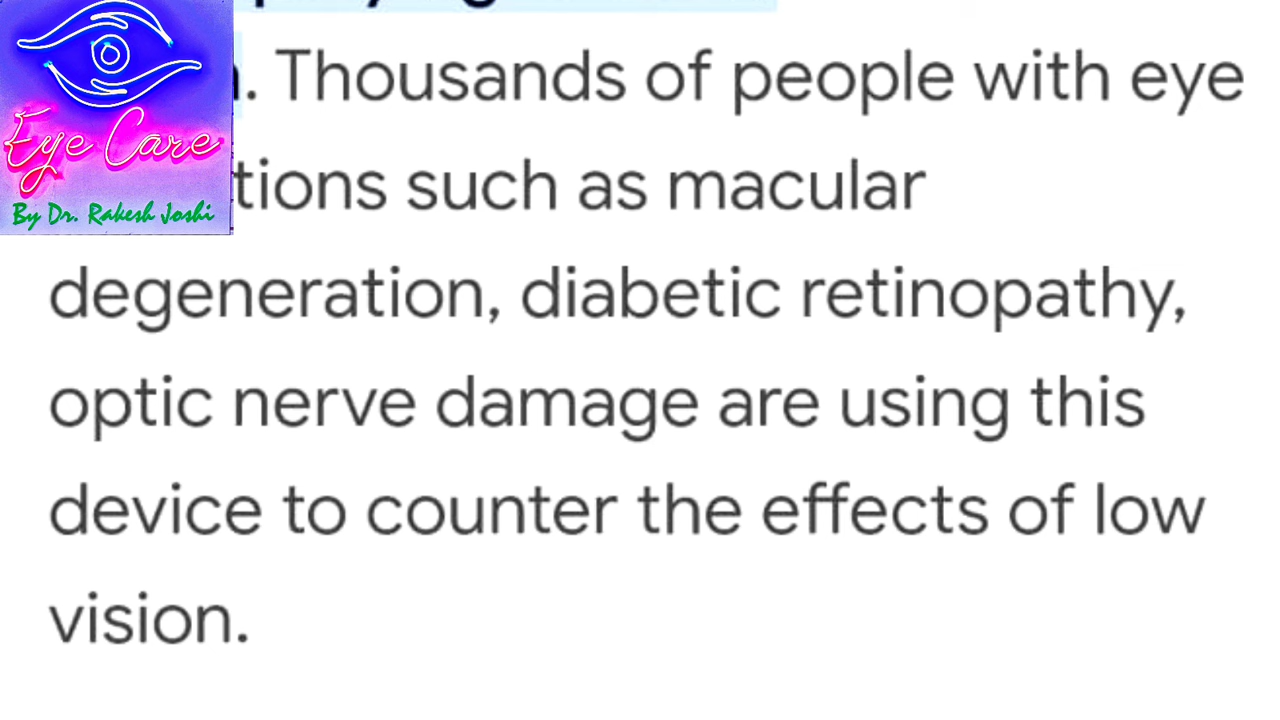 Eye Care
By Dr. Rakesh Joshi
. Thousands of people with eye
tions such as macular
degeneration, diabetic retinopathy,
optic nerve damage are using this
device to counter the effects of low
vision.